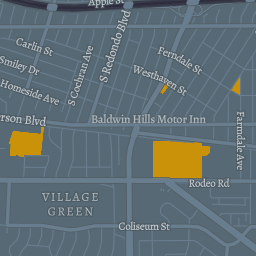 Apple St
Carlin St
S Redondo Blvd
Ferndale St
Smiley Dr
S Cochran Ave
Westhaven St
Homeside Ave
erson Blvd
Baldwin Hills Motor Inn
Farmdale Ave
Rodeo Rd
VILLAGE
GREEN
Coliseum St